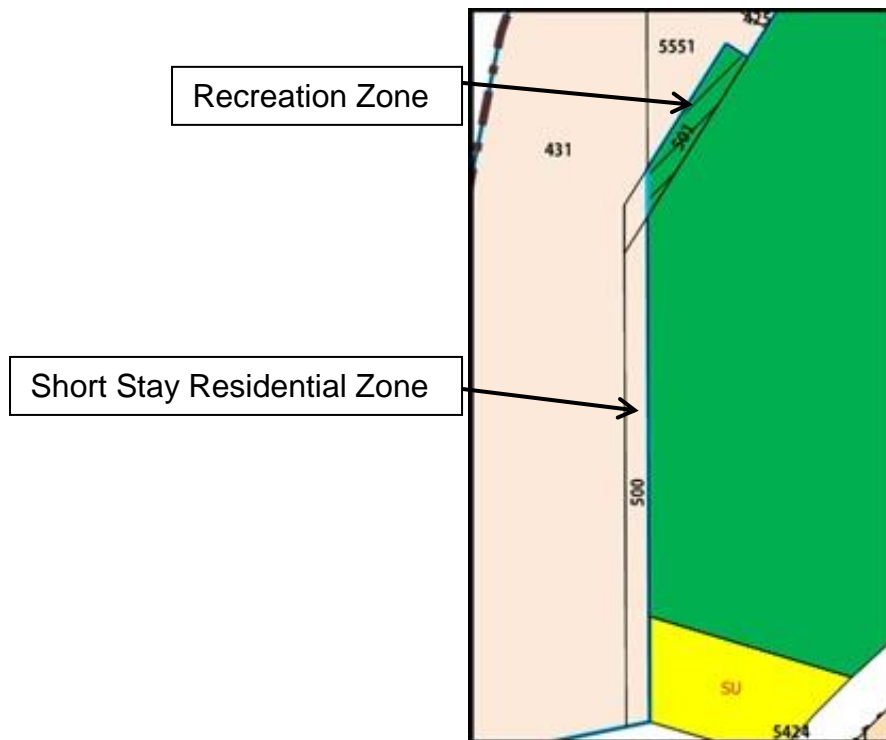 425
5551
Recreation Zone
501
431
Short Stay Residential Zone
500
SU
5424